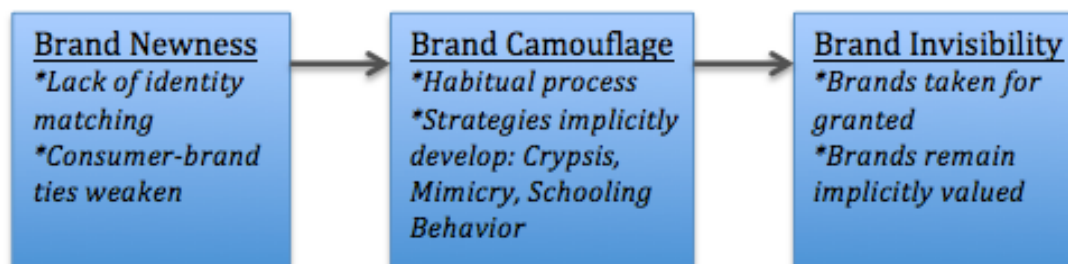 Brand Newness
*Lack of identity
matching
*Consumer-brand
ties weaken
Brand Camouflage
*Habitual process
*Strategies implicitly
develop: Crypsis,
Mimicry, Schooling
Behavior
Brand Invisibility
*Brands taken for
granted
*Brands remain
implicitly valued